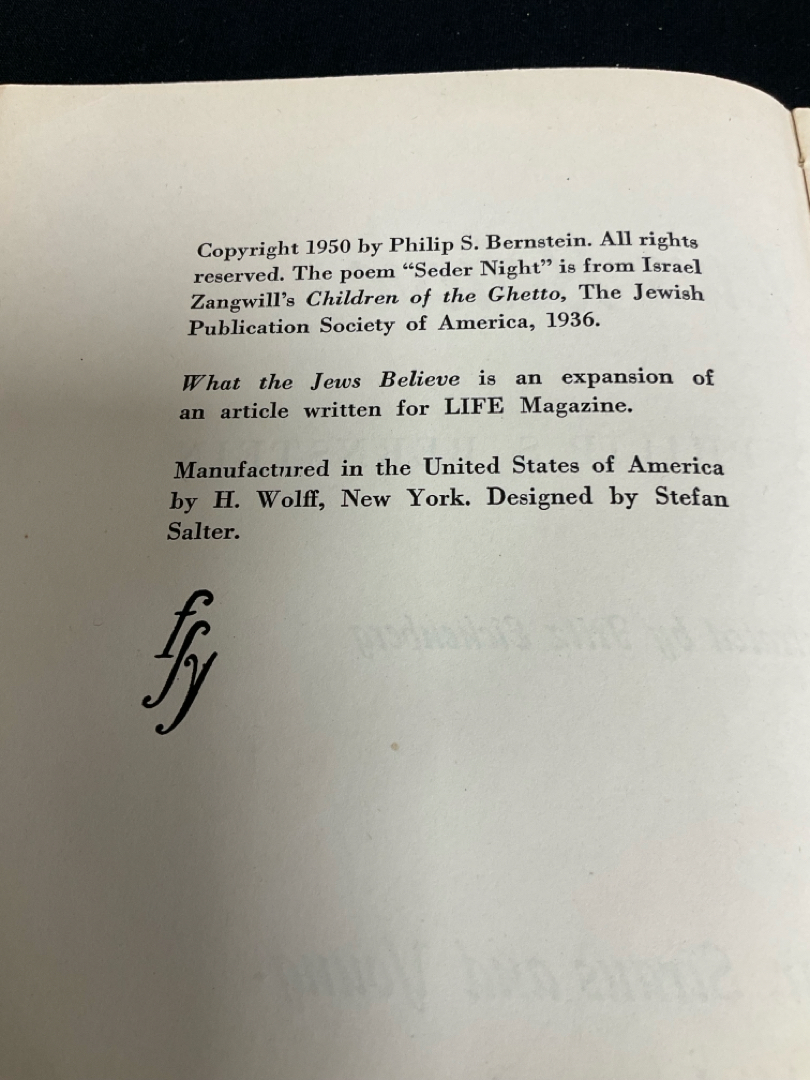 Copyright 1950 by Philip S. Bernstein. All rights
reserved. The poem “Seder Night” is from Israel
Zangwill’s Children of the Ghetto, The Jewish
Publication Society of America, 1936.
What the Jews Believe is an expansion of
an article written for LIFE Magazine.
Manufactured in the United States of America
by H. Wolff, New York. Designed by Stefan
Salter.
ffy